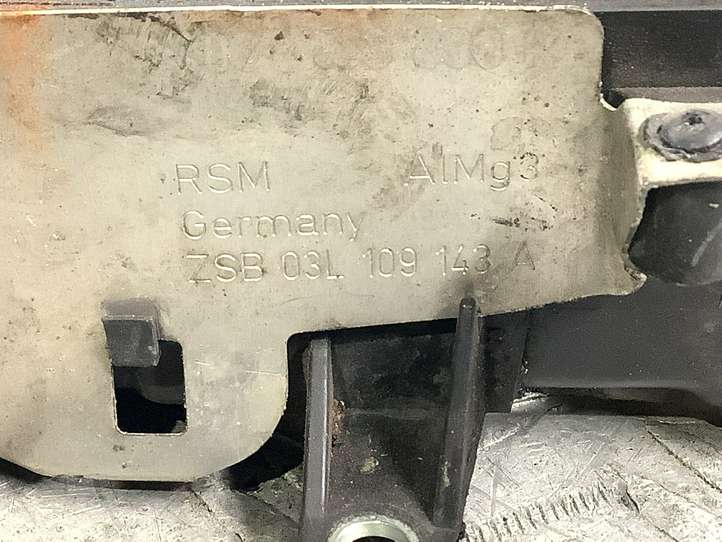 RSM AlMg3
Germany
ZSB 03L 109 143 A